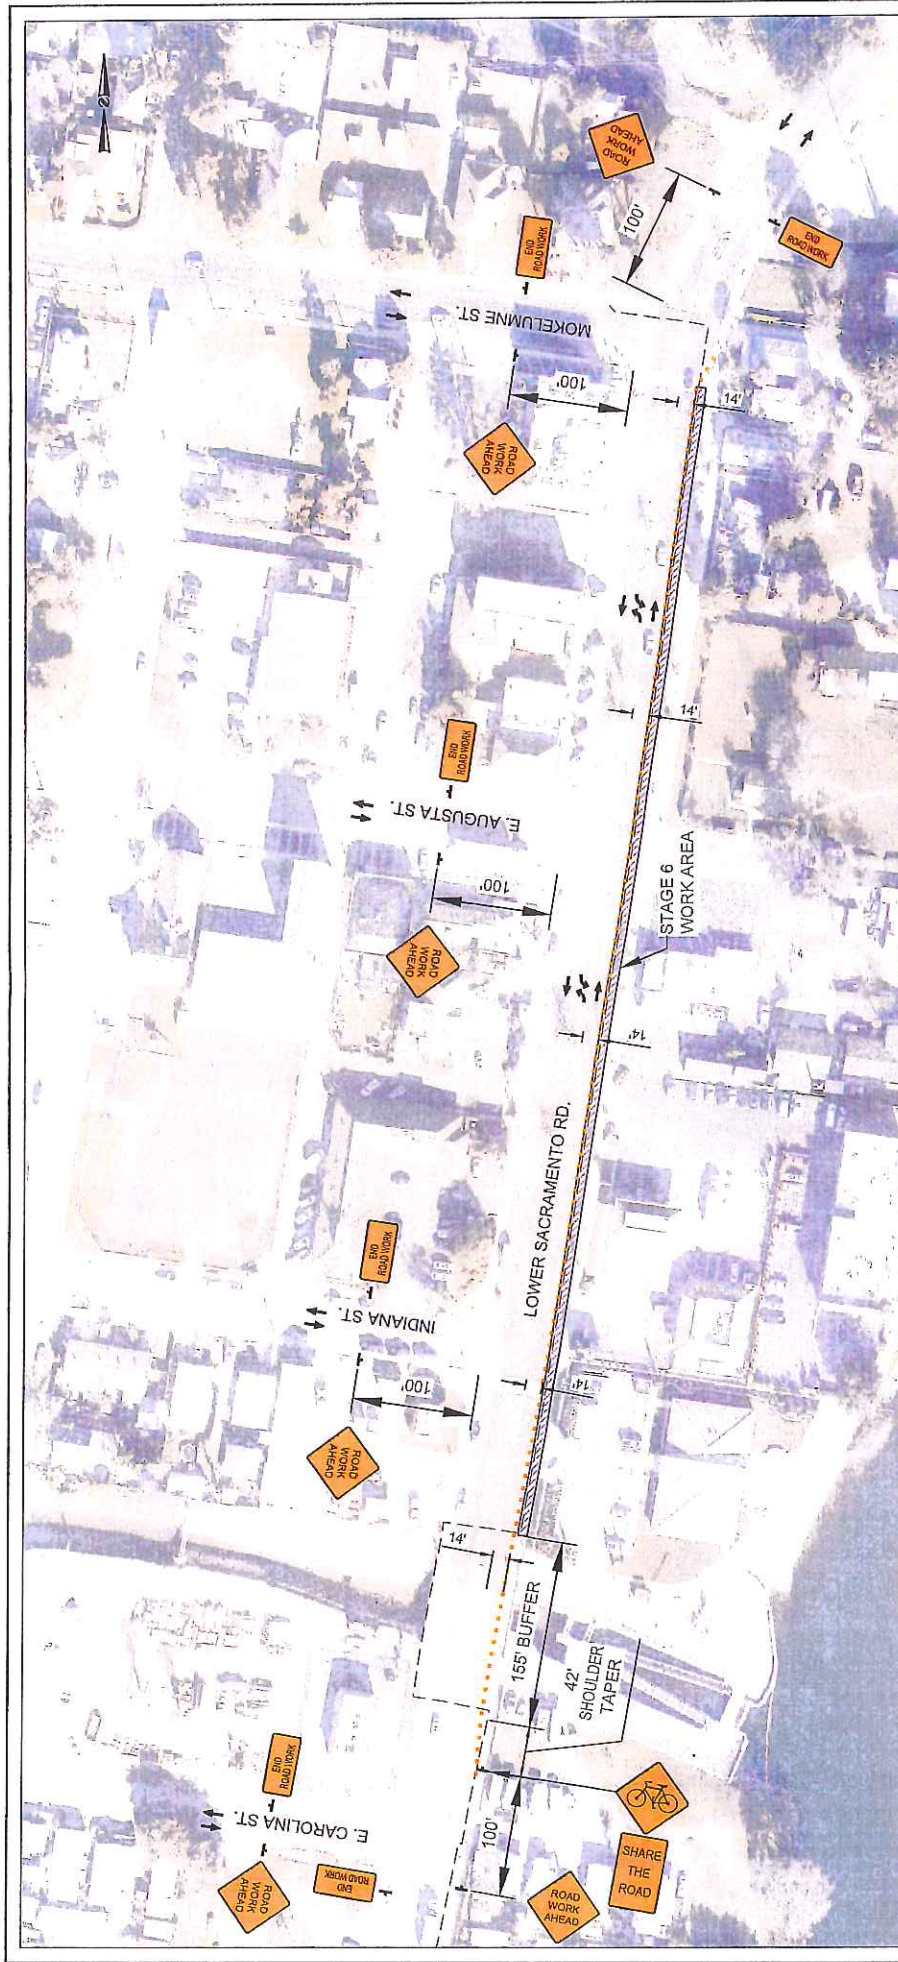 E. CAROLINA ST.
END
ROAD WORK
ROAD
WORK
AHEAD
END
ROAD WORK
ROAD
WORK
AHEAD
SHARE
THE
ROAD
100'
42'
SHOULDER
TAPER
155' BUFFER
14'
INDIANA ST.
END
ROAD WORK
ROAD
WORK
AHEAD
100'
14'
LOWER SACRAMENTO RD.
STAGE 6
WORK AREA
14'
E. AUGUSTA ST.
END
ROAD WORK
ROAD
WORK
AHEAD
100'
14'
MOKELUMNE ST.
END
ROAD WORK
ROAD
WORK
AHEAD
100'
14'
100'
ROAD
WORK
AHEAD
END
ROAD WORK